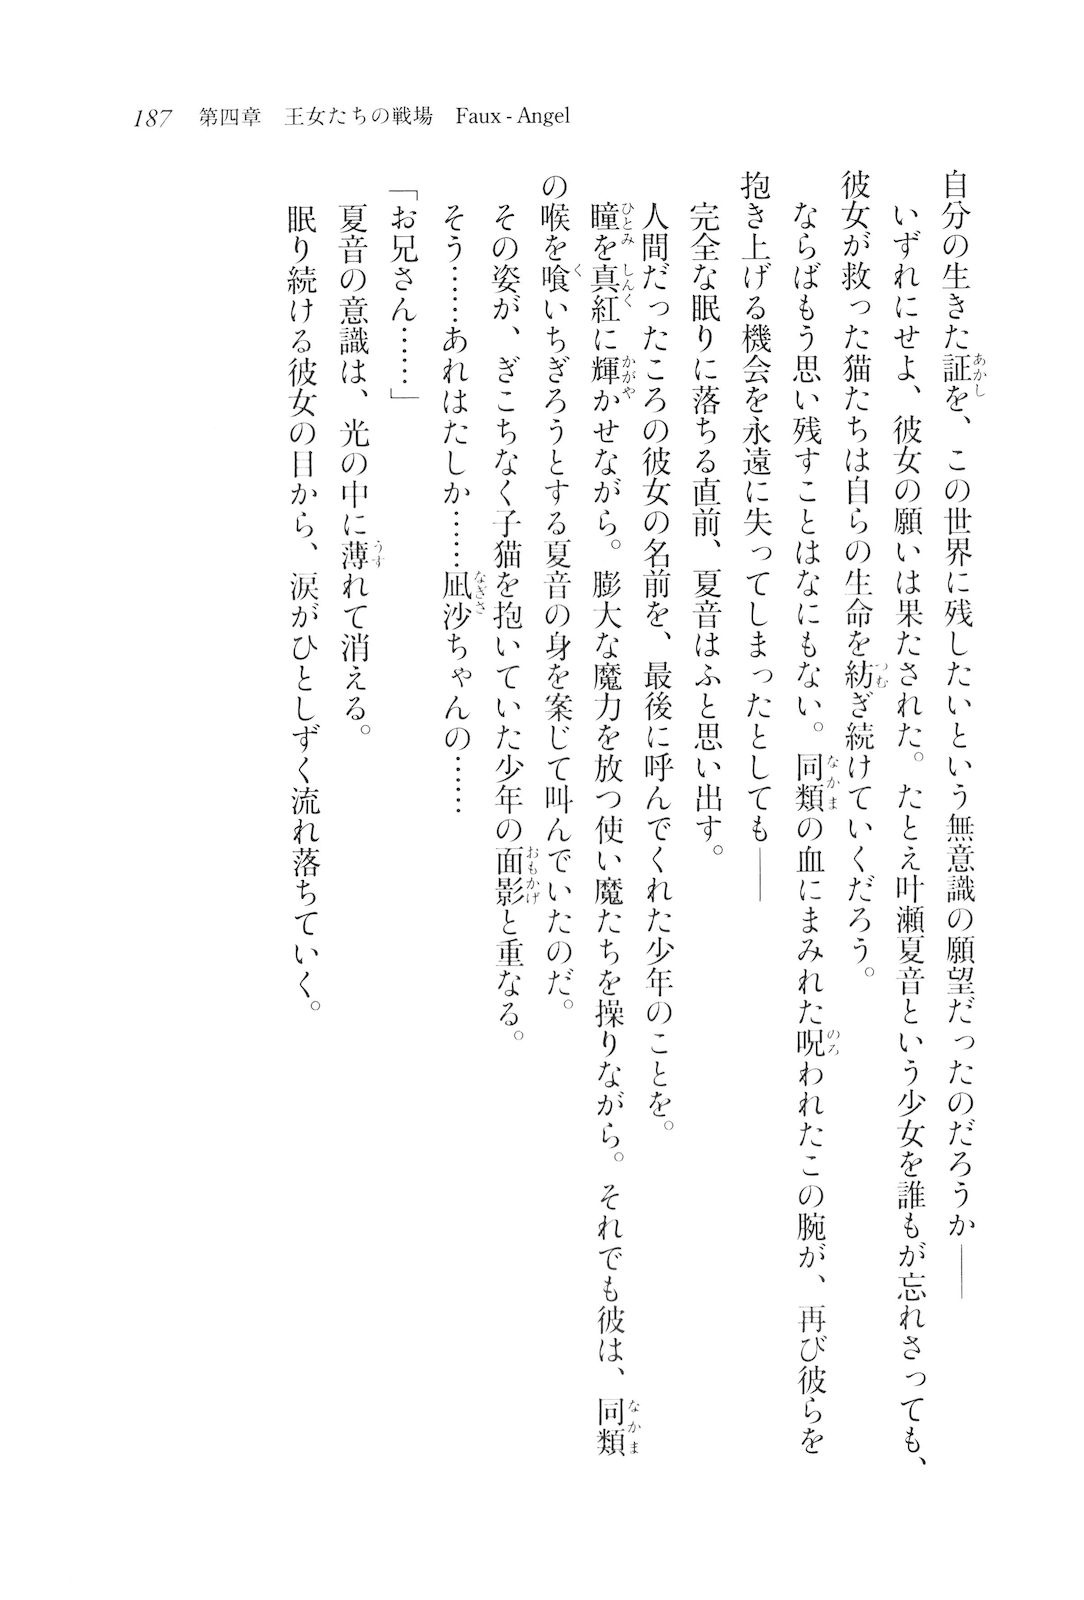 187　第四章　王女たちの戦場　Faux - Angel
自分の生きた証を、この世界に残したいという無意識の願望だったのだろうか――
いずれにせよ、彼女の願いは果たされた。たとえ叶瀬夏音という少女を誰もが忘れさっても、
彼女が救った猫たちは自らの生命を紡ぎ続けていくだろう。
ならばもう思い残すことはなにもない。同類の血にまみれた呪われたこの腕が、再び彼らを
抱き上げる機会を永遠に失ってしまったとしても――
完全な眠りに落ちる直前、夏音はふと思い出す。
人間だったころの彼女の名前を、最後に呼んでくれた少年のことを。
瞳を真紅に輝かせながら。膨大な魔力を放つ使い魔たちを操りながら。それでも彼は、同類
の喉を喰いちぎろうとする夏音の身を案じて叫んでいたのだ。
その姿が、ぎこちなく子猫を抱いていた少年の面影と重なる。
そう……あれはたしか……凪沙ちゃんの……
「お兄さん……」
夏音の意識は、光の中に薄れて消える。
眠り続ける彼女の目から、涙がひとしずく流れ落ちていく。